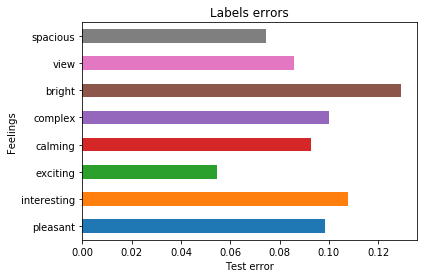 Labels errors
Feelings
spacious
view
bright
complex
calming
exciting
interesting
pleasant
0.00 0.02 0.04 0.06 0.08 0.10 0.12
Test error